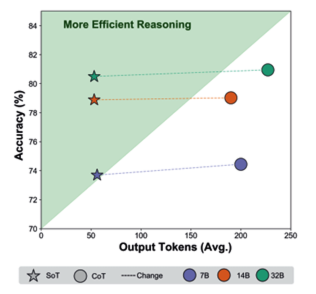 More Efficient Reasoning
84
82
80
78
76
74
72
70
Accuracy (%)
0 50 100 150 200 250
Output Tokens (Avg.)
SoT CoT Change 7B 14B 32B